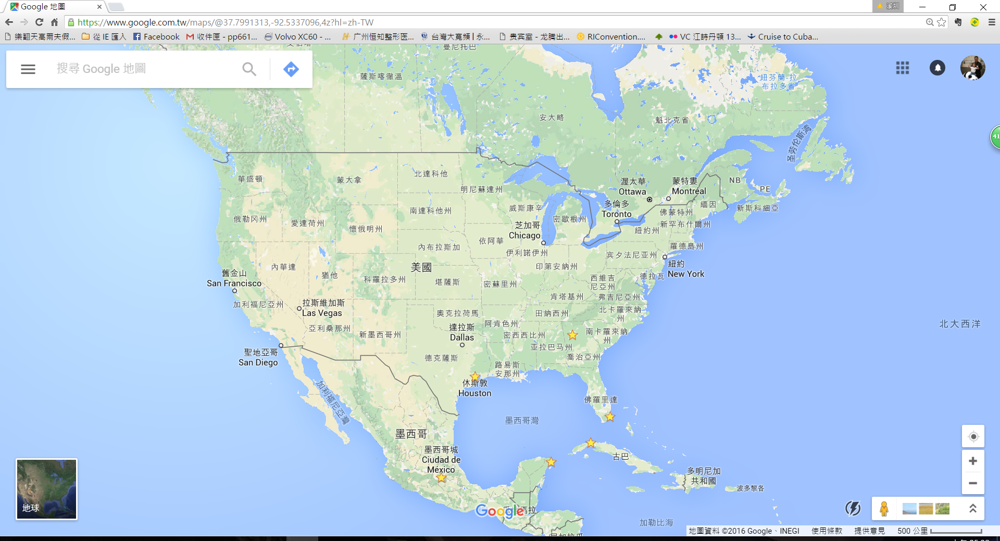 Google 地圖
溪圳
https://www.google.com.tw/maps/@37.7991313,-92.5337096,4z?hl=zh-TW
樂翻天高爾夫假... 從 IE 匯入 Facebook 收件匣 - pp661... Volvo XC60 - ... 广州恒知整形医... 台灣大寬頻 | 永... 贵宾室 - 龙腾出... RIConvention.... VC 江詩丹頓 13... Cruise to Cuba...
曼尼托巴
搜尋 Google 地圖
薩斯喀徹溫
紐芬蘭-拉
布拉多省
安大略
魁北克省
圣劳伦斯湾
41
北達科他
華盛頓
蒙大拿
明尼蘇達州
渥太華
Ottawa
蒙特婁
Montréal
NB
PE
多倫多
Toronto
緬因
新斯科細亞
威斯康辛
南達科他州
密歇根州
佛蒙特州
俄勒冈州
愛達荷州
懷俄明州
芝加哥
Chicago
紐約州
新罕布什爾州
依阿華
內布拉斯加
伊利諾伊州
羅德島州
宾夕法尼亚州
紐約
New York
內華達
美國
印第安納州
舊金山
San Francisco
猶他
科羅拉多州
堪薩斯
密蘇里州
西維吉
尼亞州
德拉瓦
肯塔基州
弗吉尼亞州
加利福尼亞州
拉斯維加斯
Las Vegas
奧克拉荷馬
田納西州
北卡羅來納
州
亞利桑那州
新墨西哥州
達拉斯
Dallas
阿肯色州
密西西比州
南卡羅來納
州
北大西洋
亚拉巴马州
聖地亞哥
San Diego
德克薩斯
喬治亞州
路易斯
安那州
休斯敦
Houston
加利福尼亞灣
佛羅里達
墨西哥灣
墨西哥
墨西哥城
Ciudad de
México
古巴
多明尼加
共和國
波多黎各
地球
Google
加勒比海
地圖資料 ©2016 Google、INEGI 使用條款 提供意見 500 公里